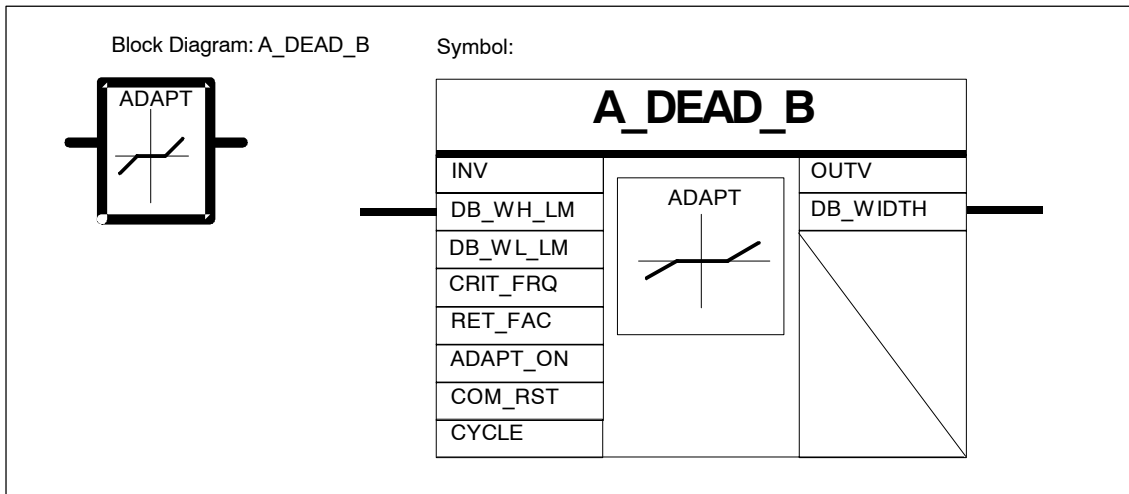 Block Diagram: A_DEAD_B
Symbol:
ADAPT
A_DEAD_B
INV
DB_WH_LM
DB_WL_LM
CRIT_FRQ
RET_FAC
ADAPT_ON
COM_RST
CYCLE
ADAPT
OUTV
DB_WIDTH